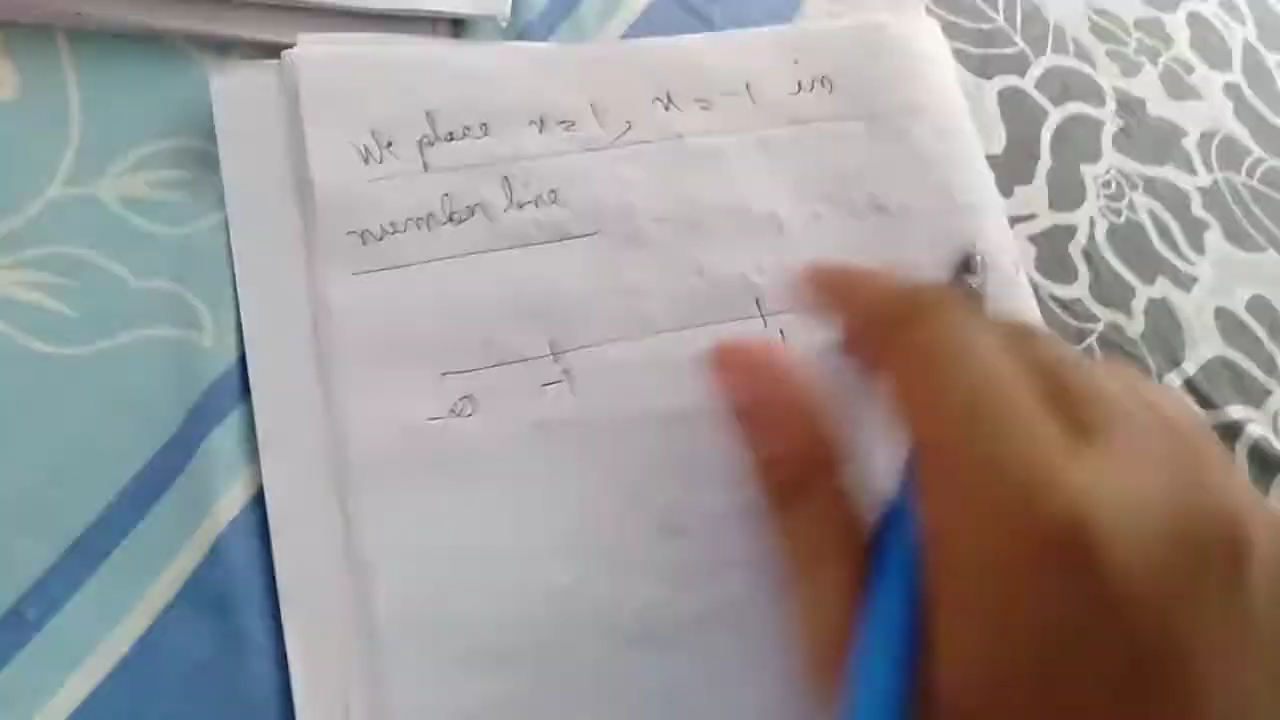 We place x=1, x=-1 in
number line
1
-∞ -1